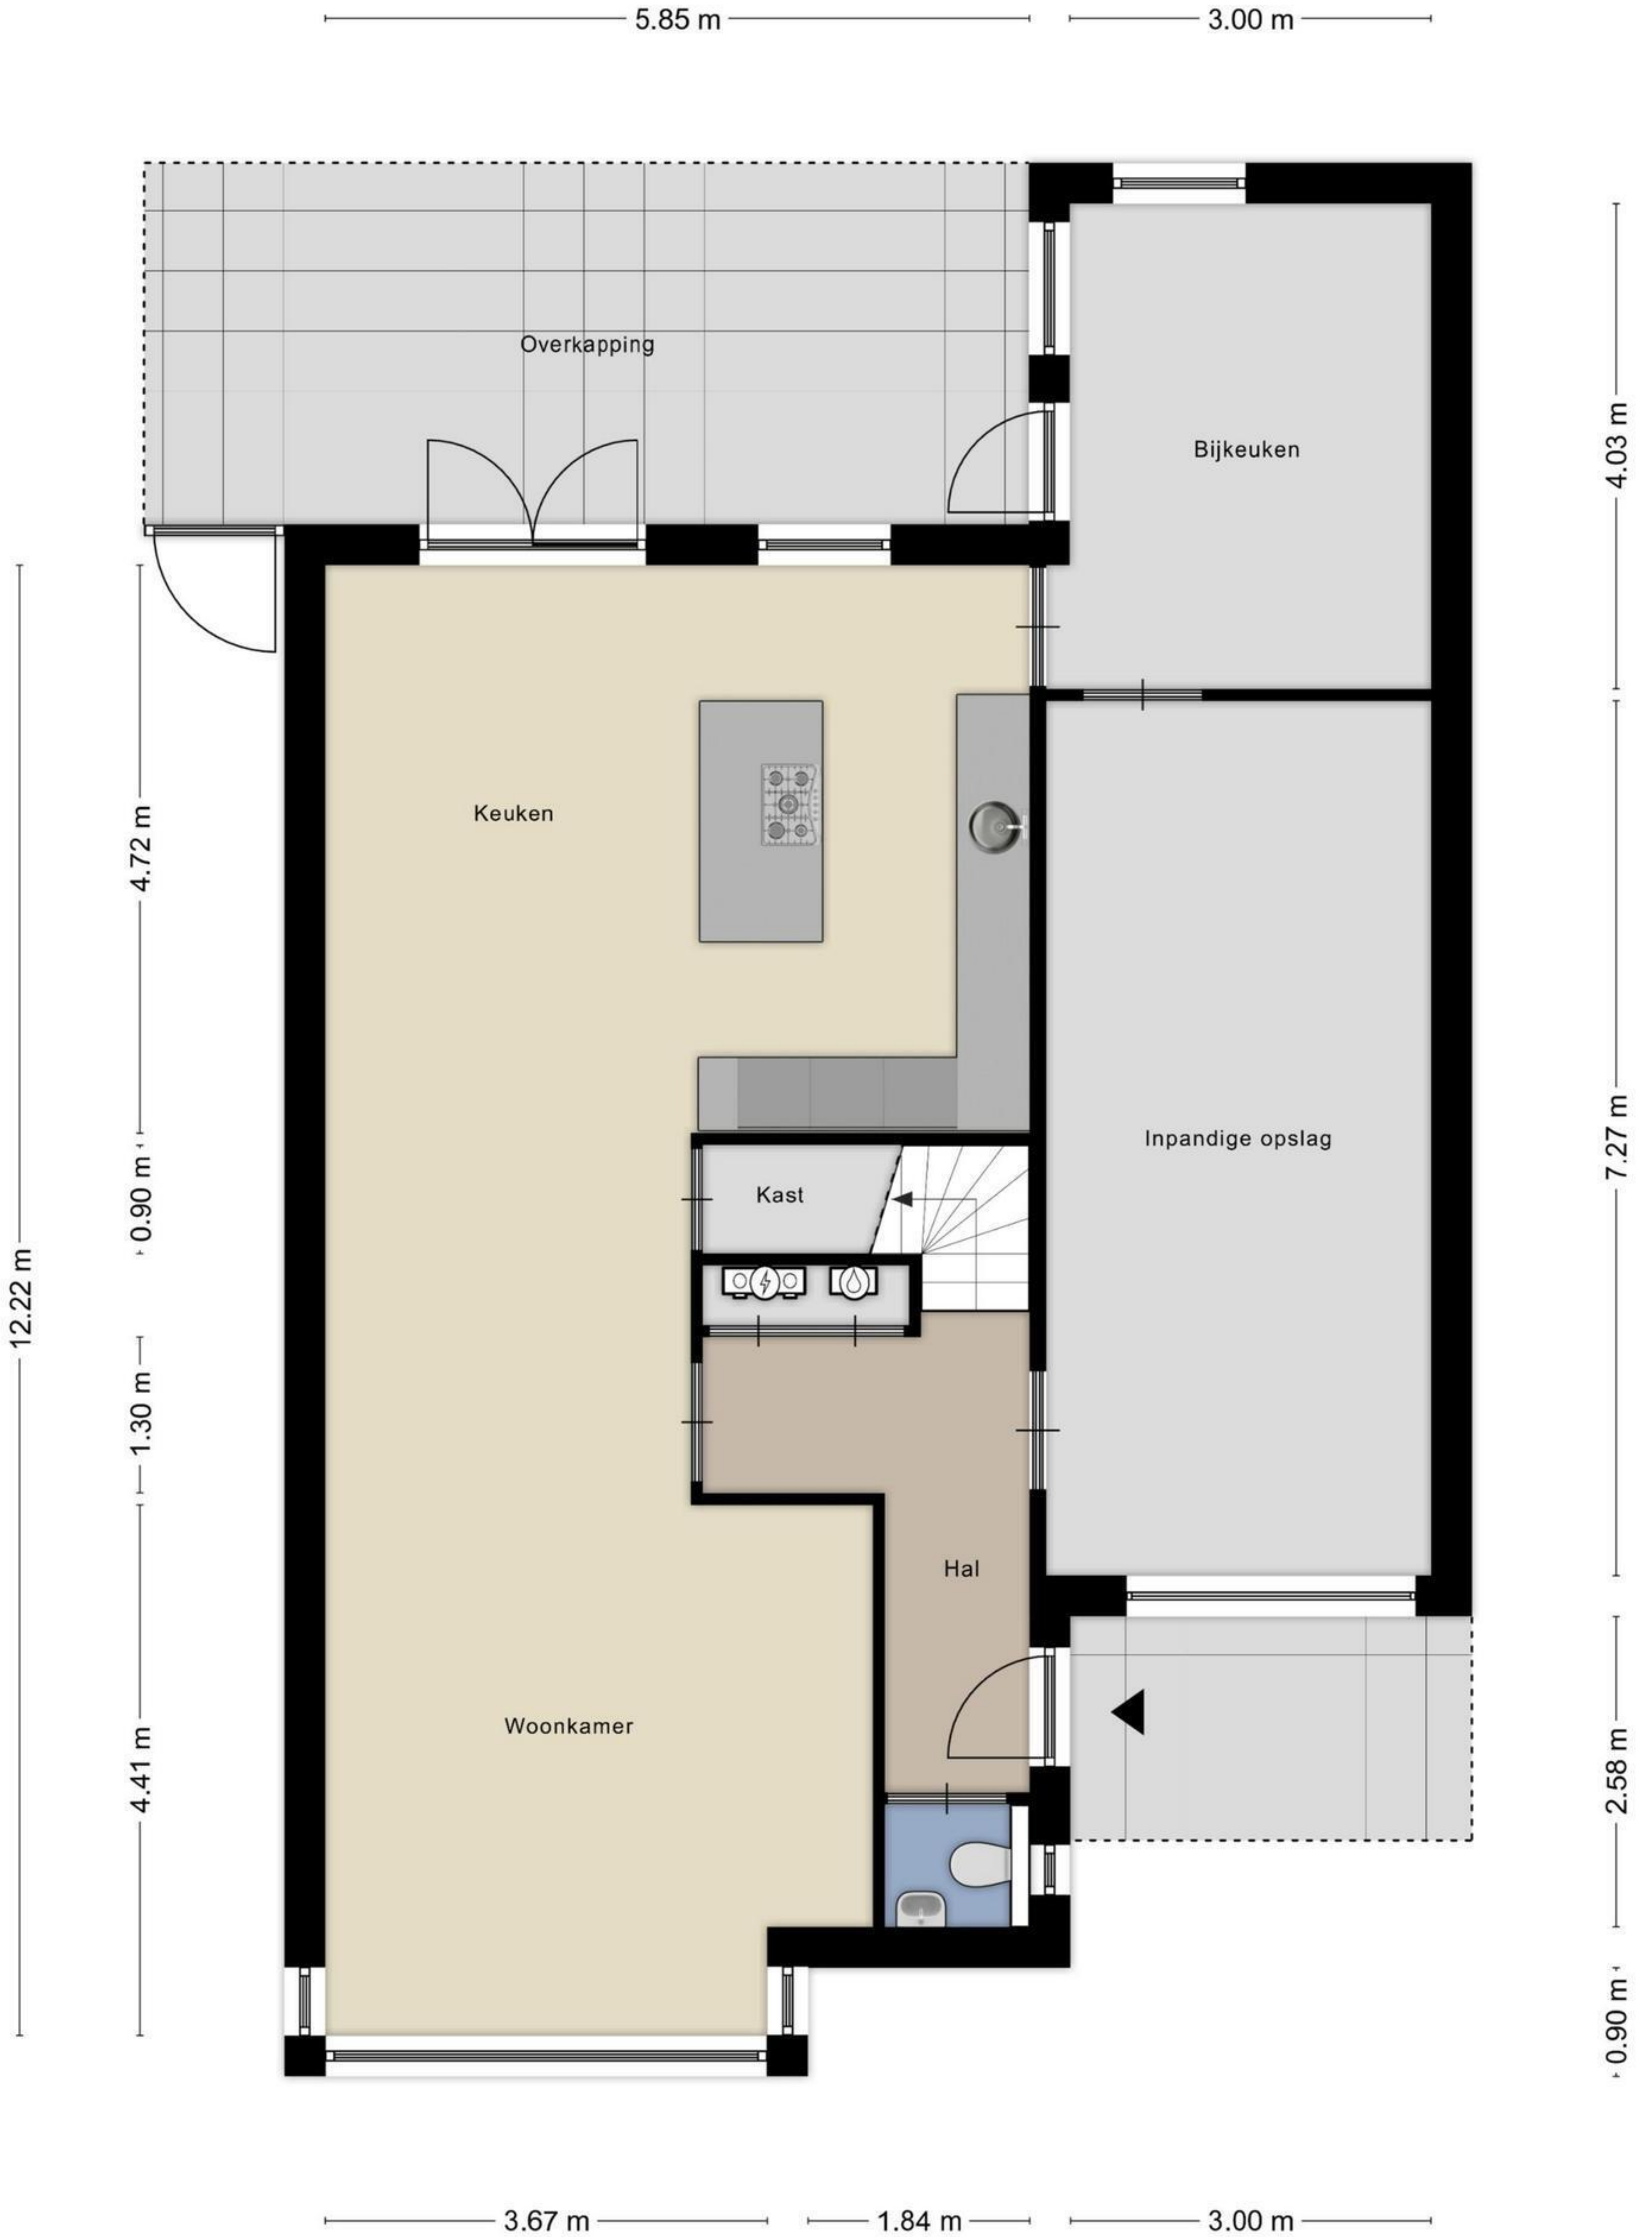 5.85 m
3.00 m
Overkapping
Bijkeuken
4.03 m
Keuken
4.72 m
Inpandige opslag
7.27 m
Kast
0.90 m
12.22 m
1.30 m
Hal
Woonkamer
4.41 m
2.58 m
0.90 m
3.67 m
1.84 m
3.00 m